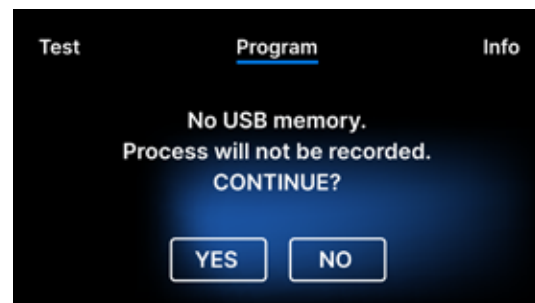 Test Program Info
No USB memory.
Process will not be recorded.
CONTINUE?
YES NO